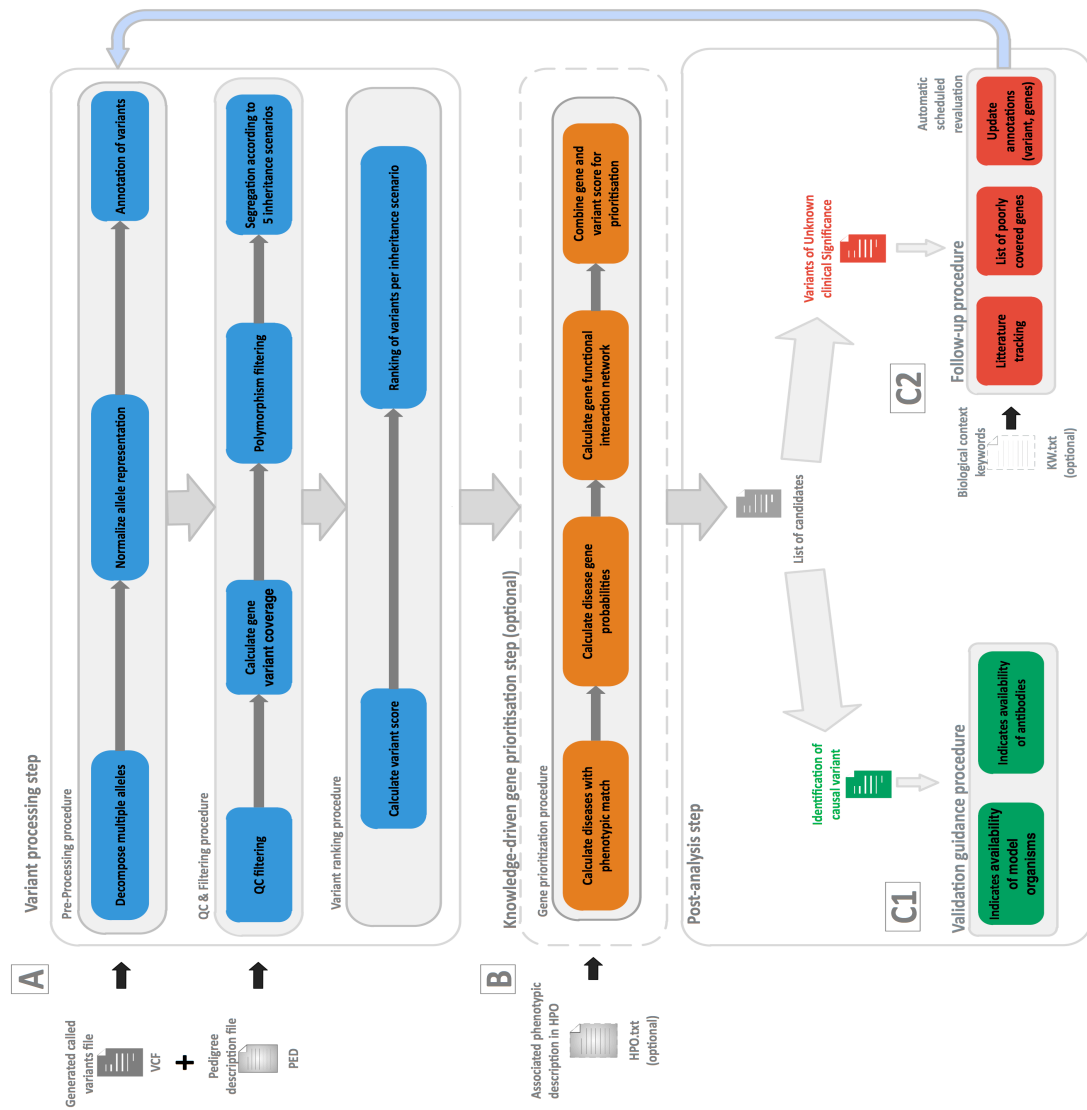 A
Variant processing step
Generated called
variants file
VCF
+
Pedigree
description file
PED
Pre-Processing procedure
Decompose multiple alleles
Normalize allele representation
Annotation of variants
QC & Filtering procedure
QC filtering
Calculate gene
variant coverage
Polymorphism filtering
Segregation according to
5 inheritance scenarios
Variant ranking procedure
Calculate variant score
Ranking of variants per inheritance scenario
B
Knowledge-driven gene prioritisation step (optional)
Associated phenotypic
description in HPO
HPO.txt
(optional)
Gene prioritization procedure
Calculate diseases with
phenotypic match
Calculate disease gene
probabilities
Calculate gene functional
interaction network
Combine gene and
variant score for
prioritisation
Post-analysis step
List of candidates
Identification of
causal variant
Variants of Unknown
clinical Significance
C1
Validation guidance procedure
Indicates availability
of model
organisms
Indicates availability
of antibodies
C2
Follow-up procedure
Biological context
keywords
KW.txt
(optional)
Litterature
tracking
List of poorly
covered genes
Update
annotations
(variant, genes)
Automatic
scheduled
revaluation